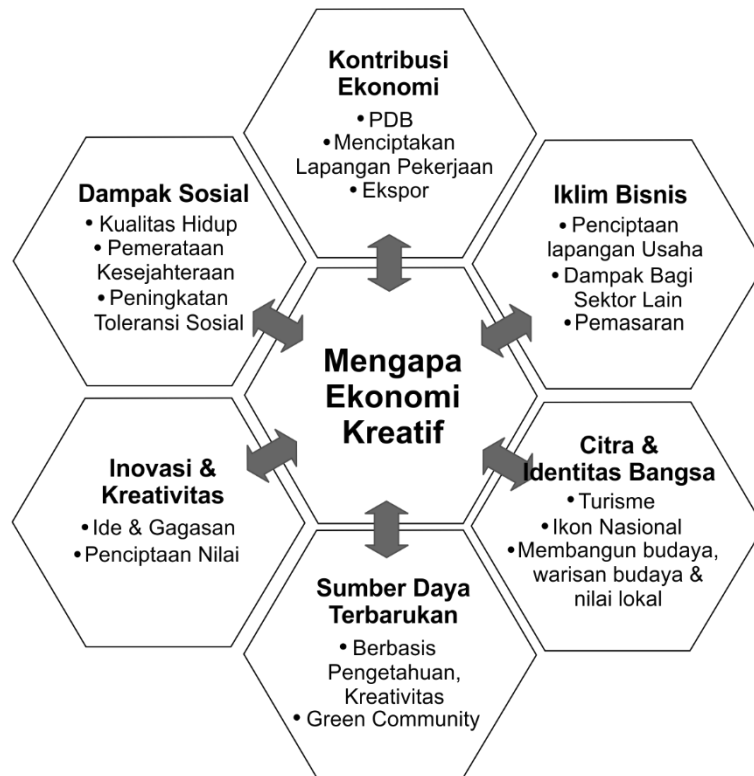 Kontribusi
Ekonomi
• PDB
• Menciptakan
Lapangan Pekerjaan
• Ekspor
Dampak Sosial
• Kualitas Hidup
• Pemerataan
Kesejahteraan
• Peningkatan
Toleransi Sosial
Iklim Bisnis
• Penciptaan
lapangan Usaha
• Dampak Bagi
Sektor Lain
• Pemasaran
Mengapa
Ekonomi
Kreatif
Inovasi &
Kreativitas
• Ide & Gagasan
• Penciptaan Nilai
Citra &
Identitas Bangsa
• Turisme
• Ikon Nasional
• Membangun budaya,
warisan budaya &
nilai lokal
Sumber Daya
Terbarukan
• Berbasis
Pengetahuan,
Kreativitas
• Green Community